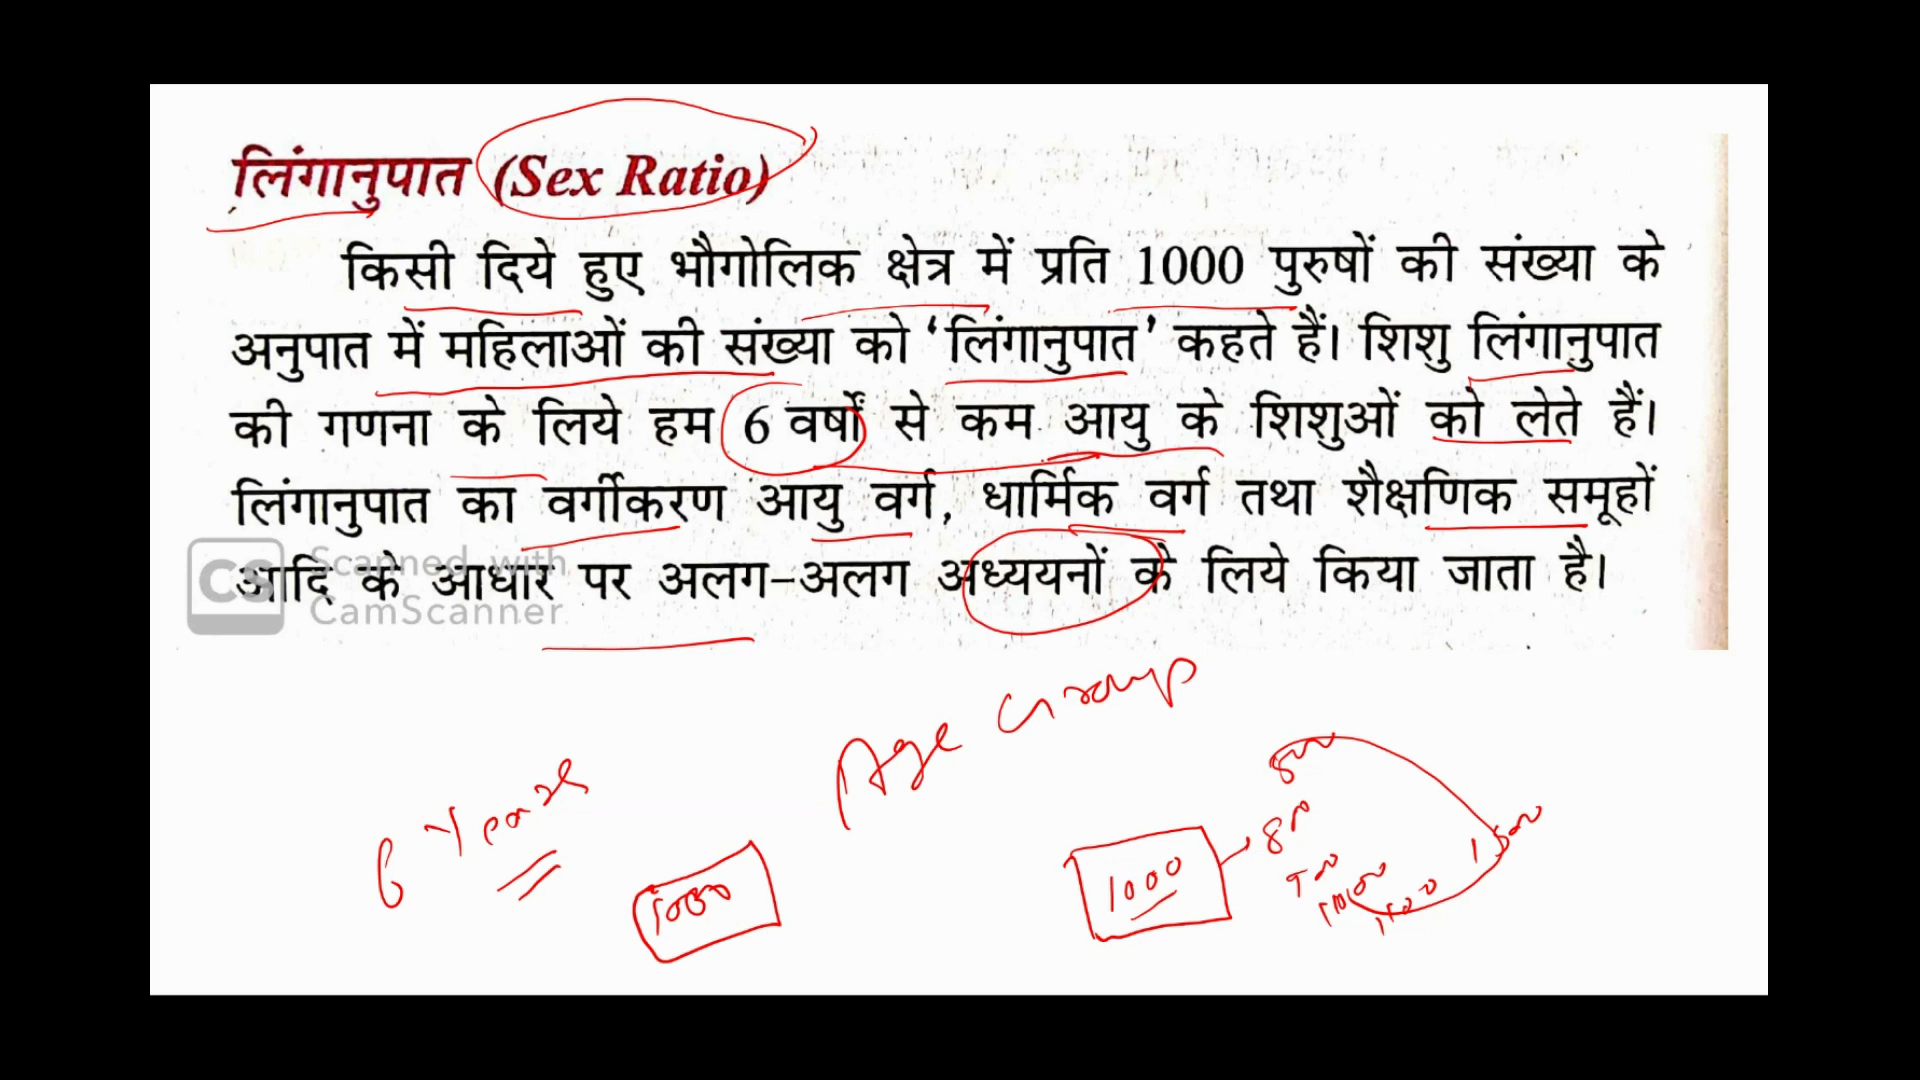 लिंगानुपात (Sex Ratio)
किसी दिये हुए भौगोलिक क्षेत्र में प्रति 1000 पुरुषों की संख्या के
अनुपात में महिलाओं की संख्या को ‘लिंगानुपात’ कहते हैं। शिशु लिंगानुपात
की गणना के लिये हम 6 वर्षों से कम आयु के शिशुओं को लेते हैं।
लिंगानुपात का वर्गीकरण आयु वर्ग, धार्मिक वर्ग तथा शैक्षणिक समूहों
आदि के आधार पर अलग-अलग अध्ययनों के लिये किया जाता है।
CS Scanned with
CamScanner
Age Group
6 Years
1000
1000